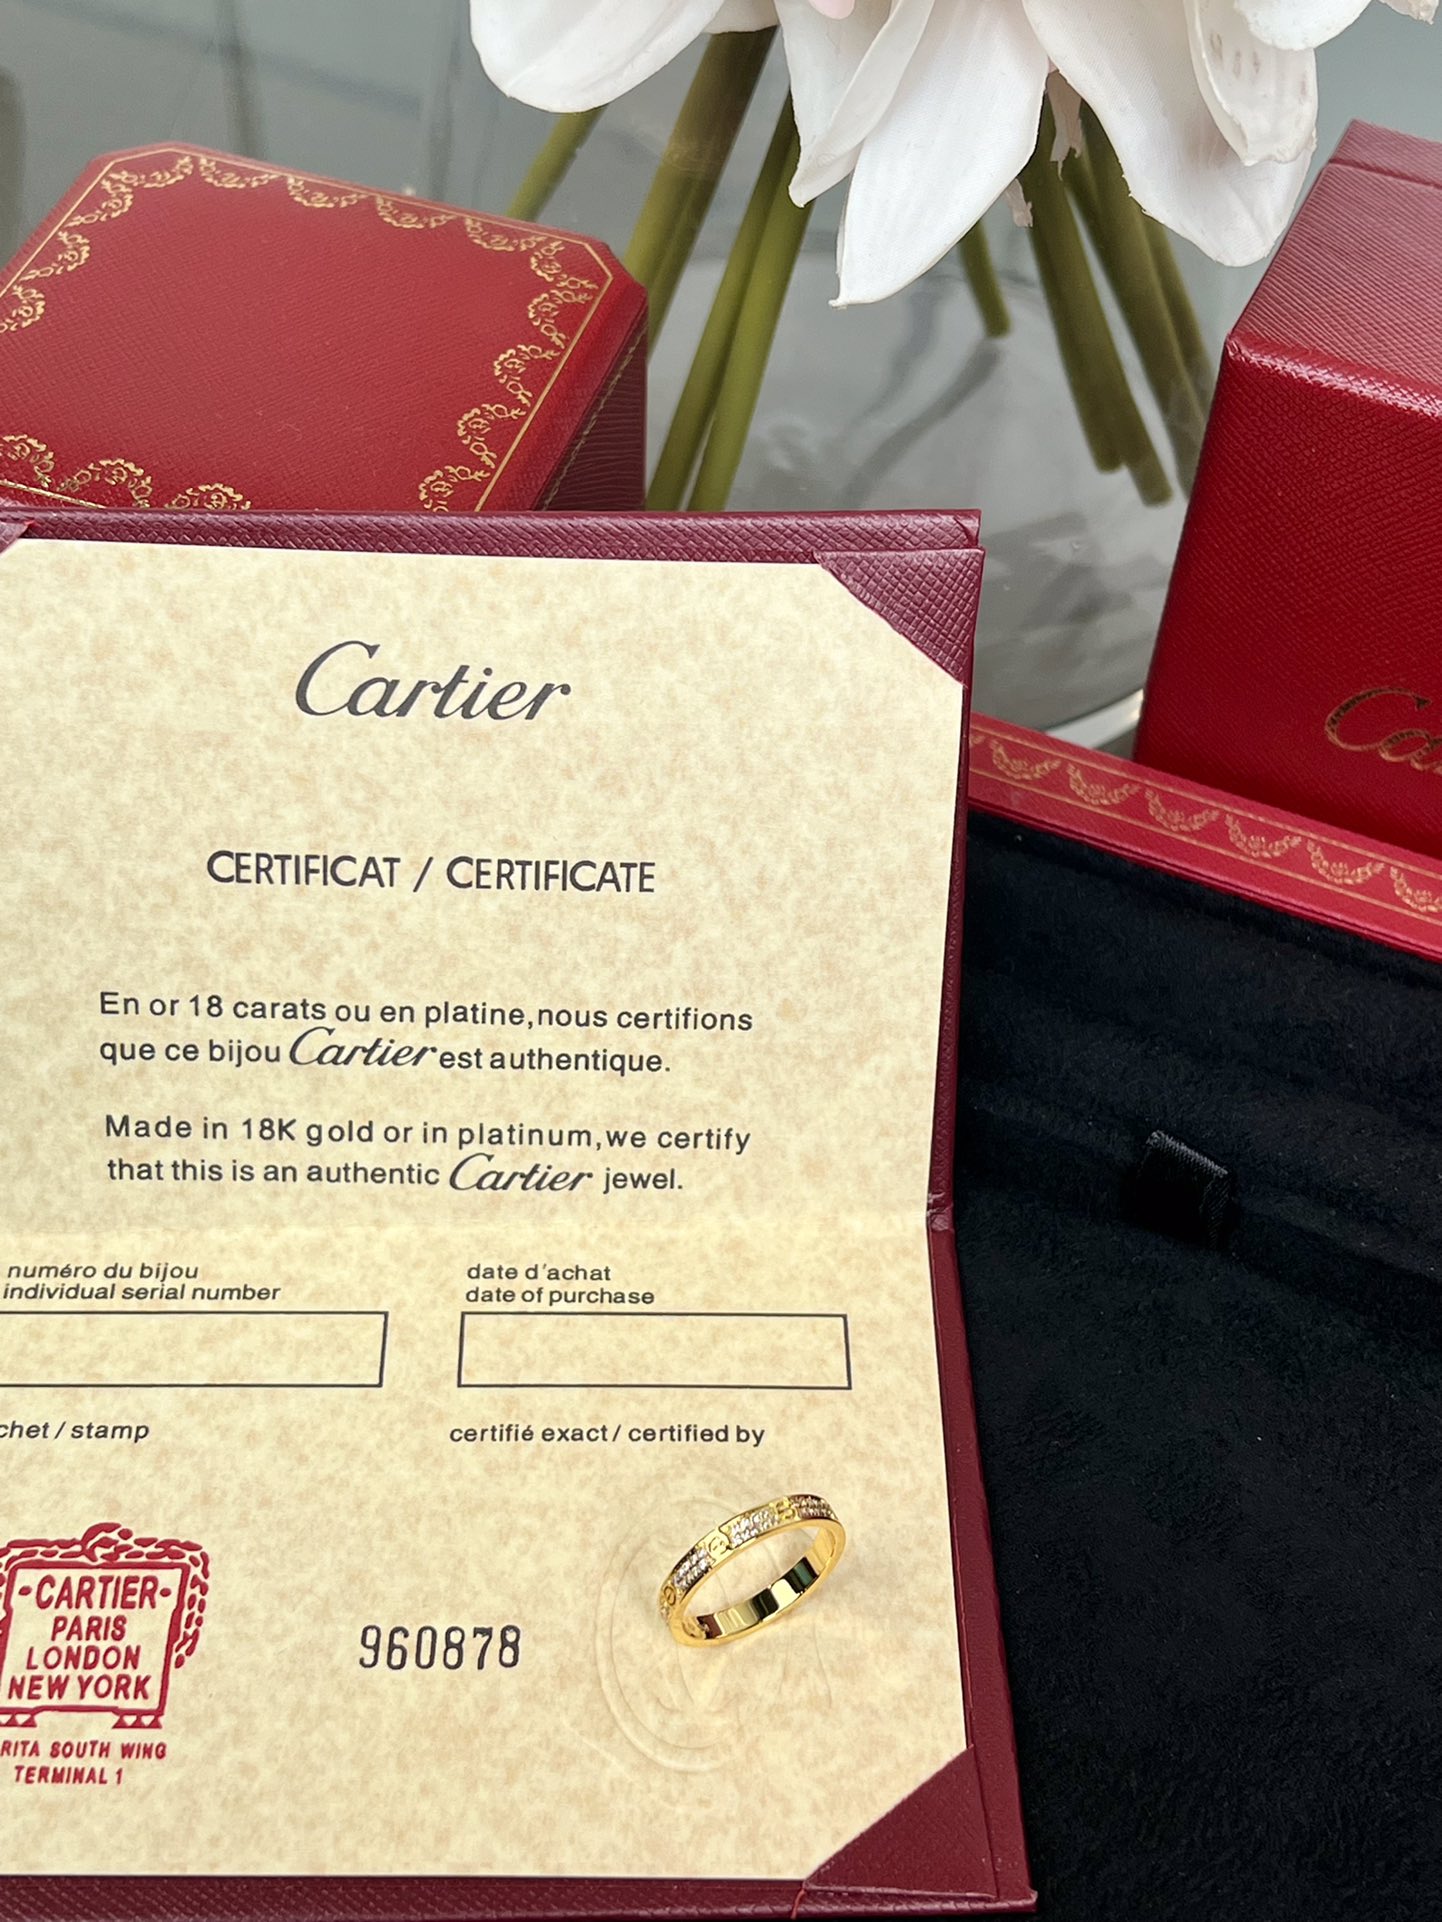 Cartier
CERTIFICAT / CERTIFICATE
En or 18 carats ou en platine,nous certifions
que ce bijou Cartier est authentique.
Made in 18K gold or in platinum,we certify
that this is an authentic Cartier jewel.
numéro du bijou
individual serial number
date d'achat
date of purchase
chet / stamp
certifié exact / certified by
-CARTIER-
PARIS
LONDON
NEW YORK
RITA SOUTH WING
TERMINAL 1
960878
Ca